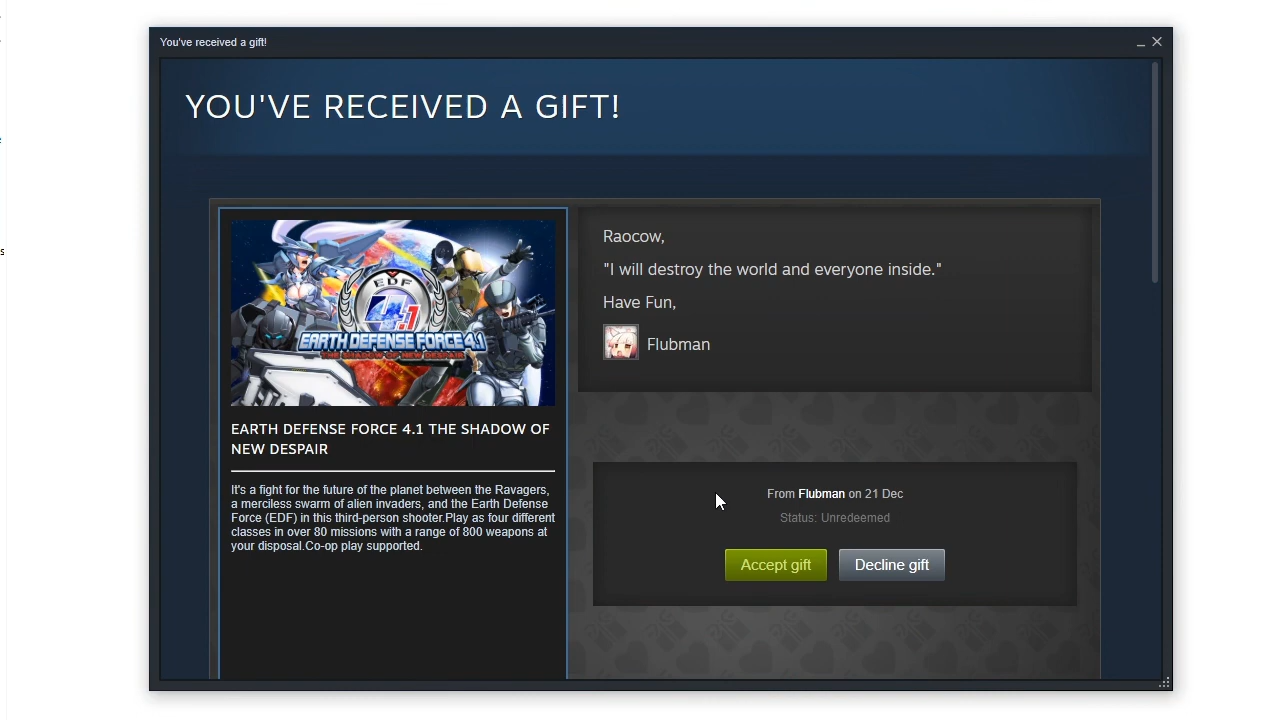 You've received a gift!
YOU'VE RECEIVED A GIFT!
EDF
4.1
EARTH DEFENSE FORCE 4.1
THE SHADOW OF NEW DESPAIR
EARTH DEFENSE FORCE 4.1 THE SHADOW OF
NEW DESPAIR
It's a fight for the future of the planet between the Ravagers,
a merciless swarm of alien invaders, and the Earth Defense
Force (EDF) in this third-person shooter.Play as four different
classes in over 80 missions with a range of 800 weapons at
your disposal.Co-op play supported.
Raocow,
"I will destroy the world and everyone inside."
Have Fun,
Flubman
From Flubman on 21 Dec
Status: Unredeemed
Accept gift
Decline gift